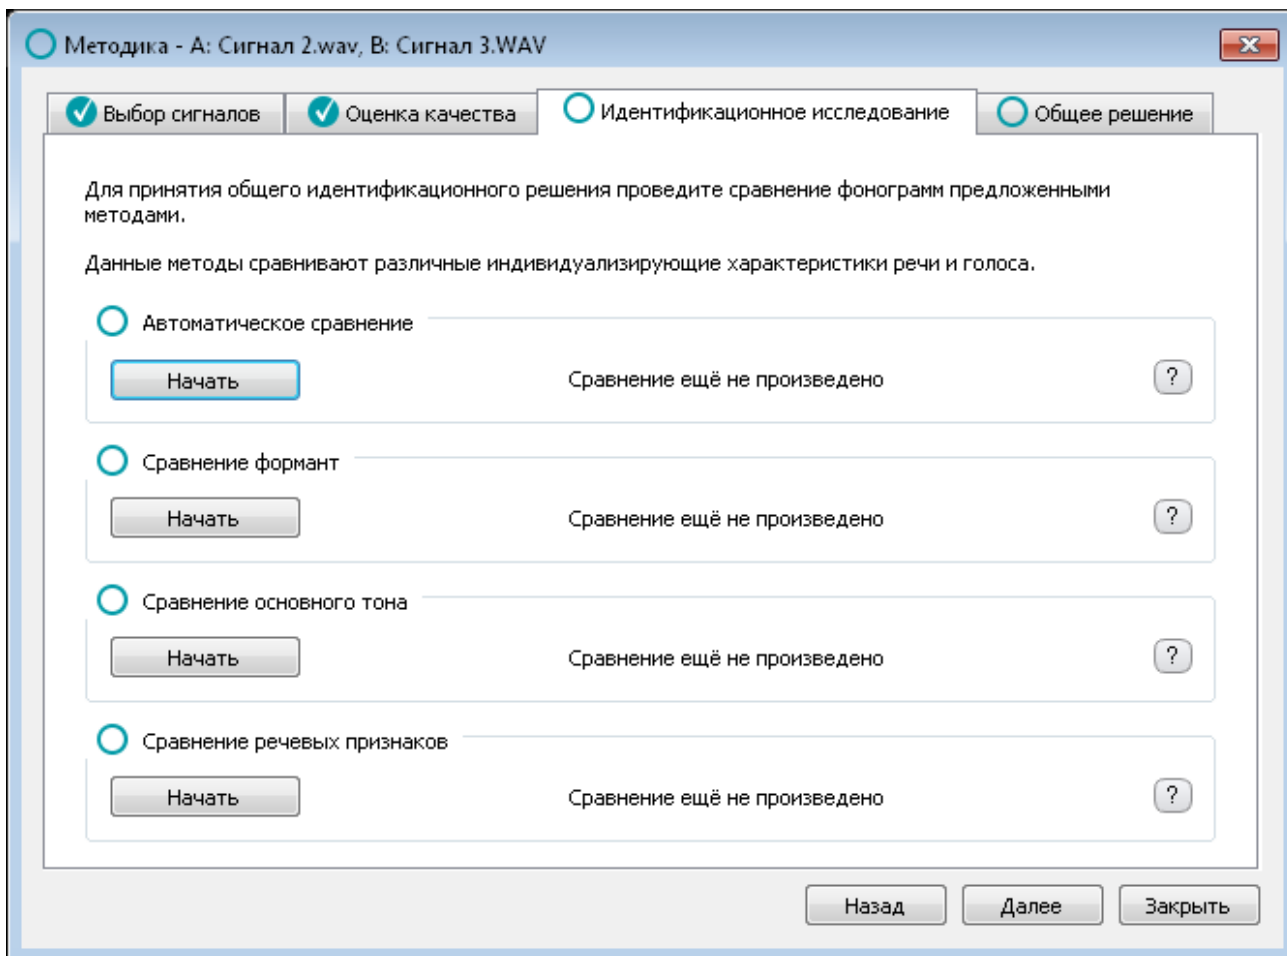 Методика - А: Сигнал 2.wav, В: Сигнал 3.WAV
Выбор сигналов
Оценка качества
Идентификационное исследование
Общее решение
Для принятия общего идентификационного решения проведите сравнение фонограмм предложенными
методами.
Данные методы сравнивают различные индивидуализирующие характеристики речи и голоса.
Автоматическое сравнение
Начать
Сравнение ещё не произведено
?
Сравнение формант
Начать
Сравнение ещё не произведено
?
Сравнение основного тона
Начать
Сравнение ещё не произведено
?
Сравнение речевых признаков
Начать
Сравнение ещё не произведено
?
Назад
Далее
Закрыть